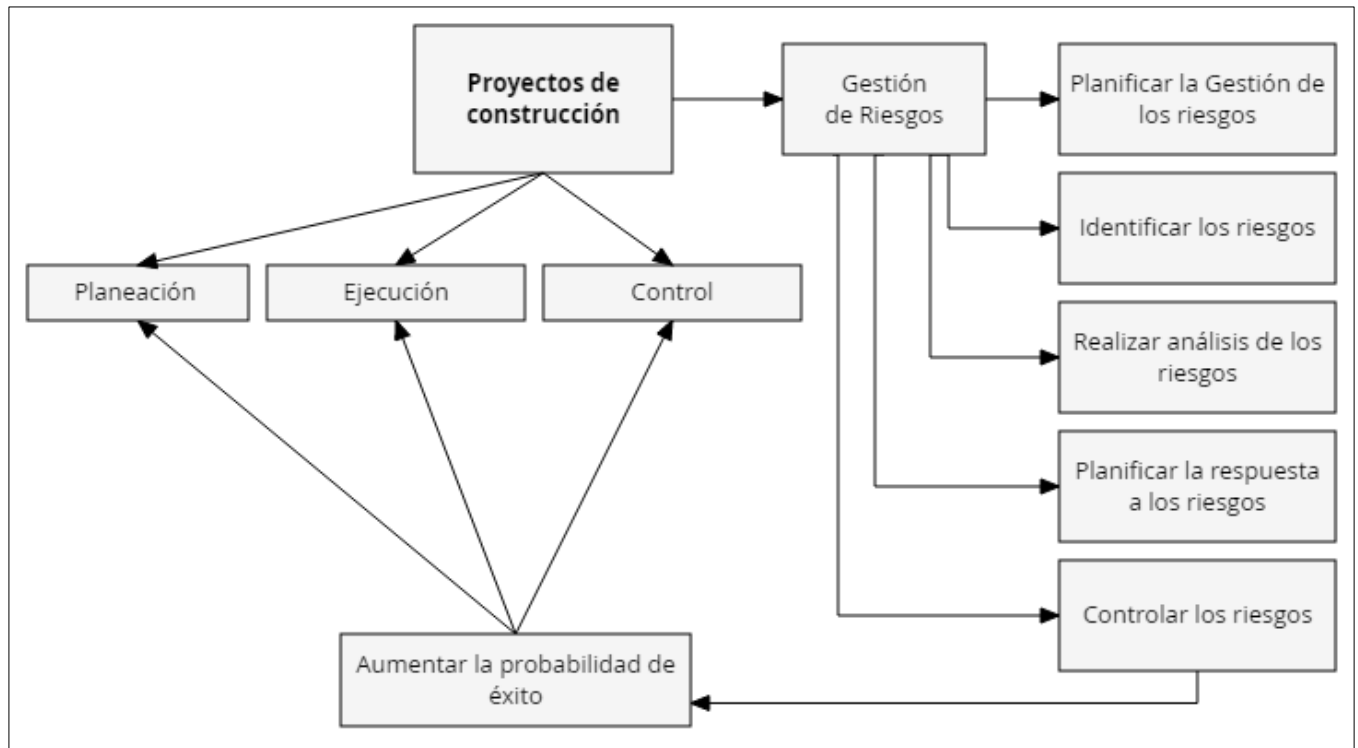 Proyectos de
construcción
Gestión
de Riesgos
Planificar la Gestión de
los riesgos
Identificar los riesgos
Planeación
Ejecución
Control
Realizar análisis de los
riesgos
Planificar la respuesta
a los riesgos
Controlar los riesgos
Aumentar la probabilidad de
éxito